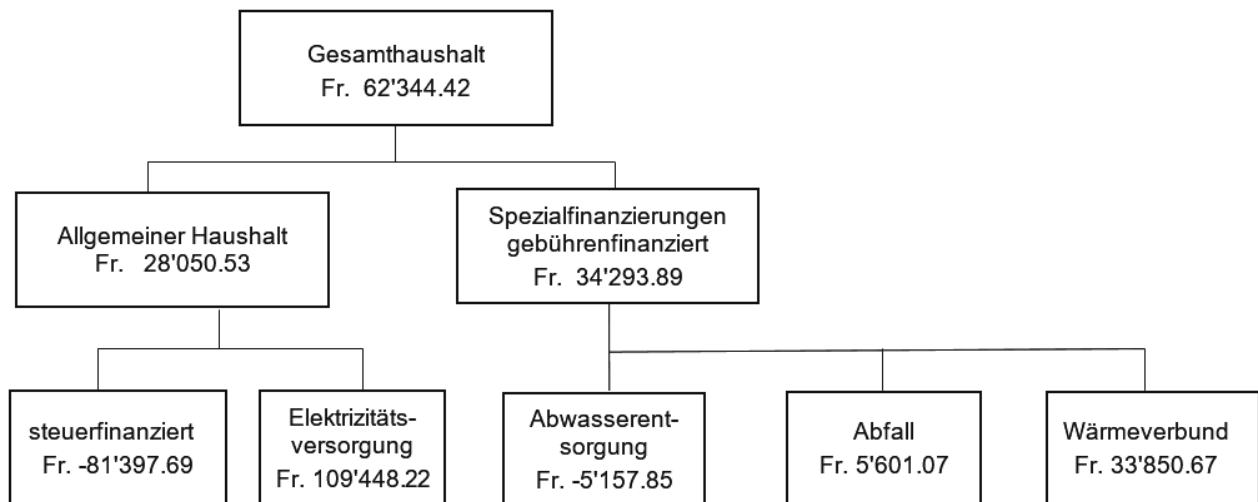 Gesamthaushalt
Fr. 62'344.42
Allgemeiner Haushalt
Fr. 28'050.53
Spezialfinanzierungen
gebührenfinanziert
Fr. 34'293.89
steuerfinanziert
Fr. -81'397.69
Elektrizitäts-
versorgung
Fr. 109'448.22
Abwasserent-
sorgung
Fr. -5'157.85
Abfall
Fr. 5'601.07
Wärmeverbund
Fr. 33'850.67